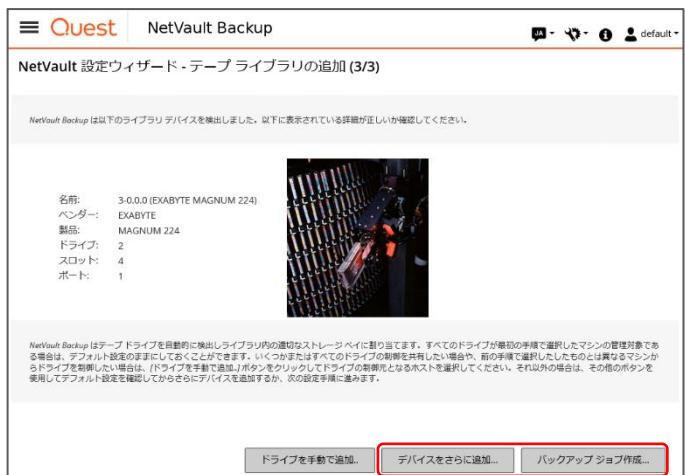 Quest NetVault Backup JA default
NetVault 設定ウィザード - テープ ライブラリの追加 (3/3)
NetVault Backup は以下のライブラリ デバイスを検出しました。以下に表示されている詳細が正しいか確認してください。
名前: 3-0.0.0 (EXABYTE MAGNUM 224)
ベンダー: EXABYTE
製品: MAGNUM 224
ドライブ: 2
スロット: 4
ポート: 1
NetVault Backup はテープ ドライブを自動的に検出しライブラリ内の適切なストレージ ベイに割り当てます。すべてのドライブが最初の手順で選択したマシンの管理対象であ
る場合は、デフォルト設定のままにしておくことができます。いくつかまたはすべてのドライブの制御を共有したい場合や、前の手順で選択したしたものとは異なるマシンか
らドライブを制御したい場合は、[ドライブを手動で追加..] ボタンをクリックしてドライブの制御元となるホストを選択してください。それ以外の場合は、その他のボタンを
使用してデフォルト設定を確認してからさらにデバイスを追加するか、次の設定手順に進みます。
ドライブを手動で追加.. デバイスをさらに追加... バックアップ ジョブ作成...